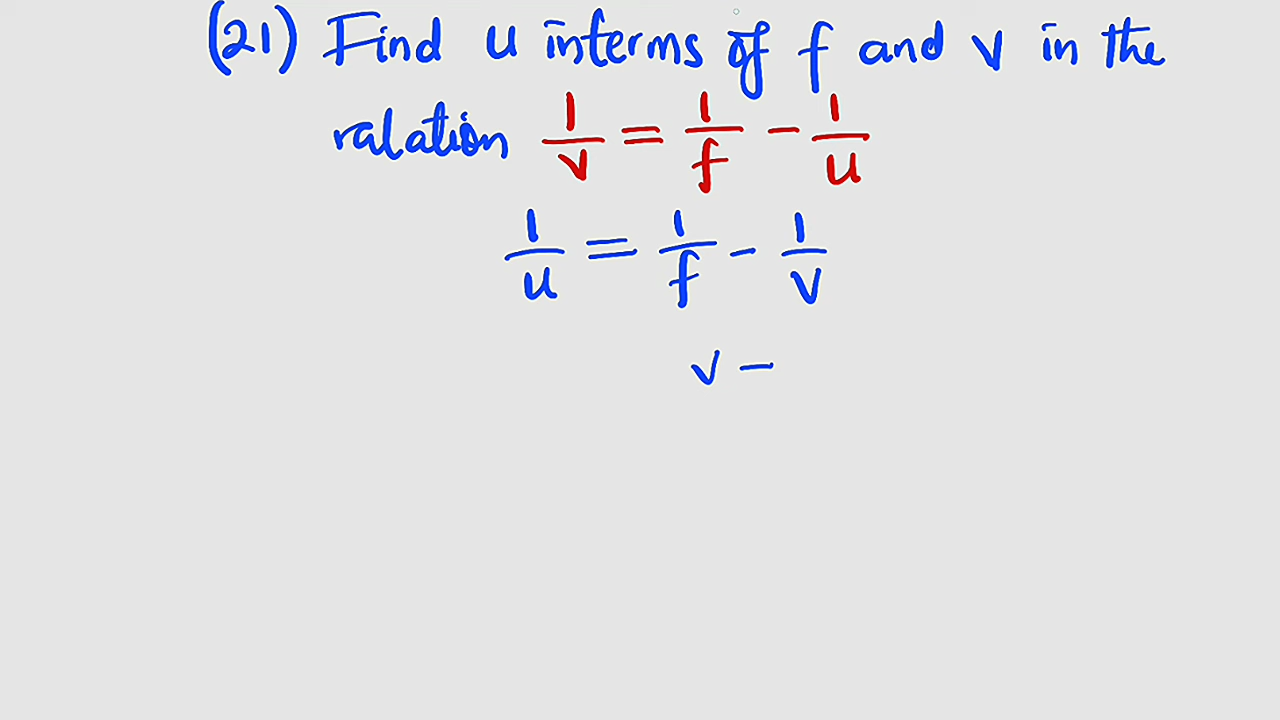 (21) Find u interms of f and v in the
ralation 1/v = 1/f - 1/u
1/u = 1/f - 1/v
v -